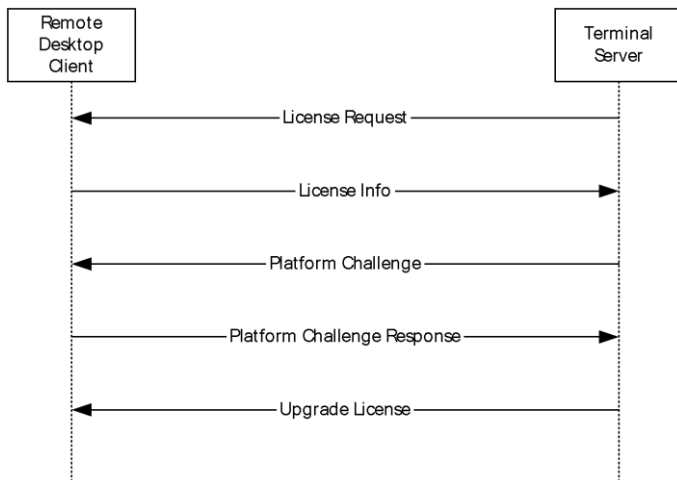 Remote
Desktop
Client
Terminal
Server
License Request
License Info
Platform Challenge
Platform Challenge Response
Upgrade License